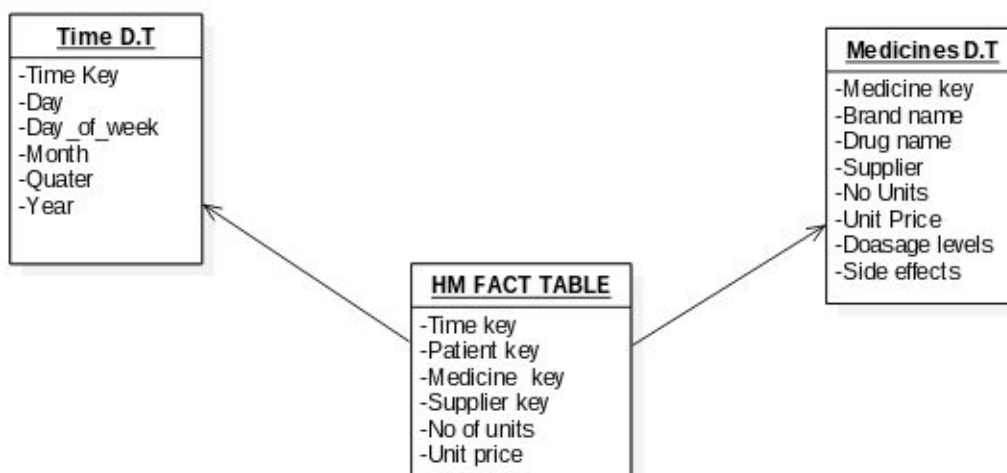 Time D.T
-Time Key
-Day
-Day_of_week
-Month
-Quater
-Year
Medicines D.T
-Medicine key
-Brand name
-Drug name
-Supplier
-No Units
-Unit Price
-Doasage levels
-Side effects
HM FACT TABLE
-Time key
-Patient key
-Medicine key
-Supplier key
-No of units
-Unit price